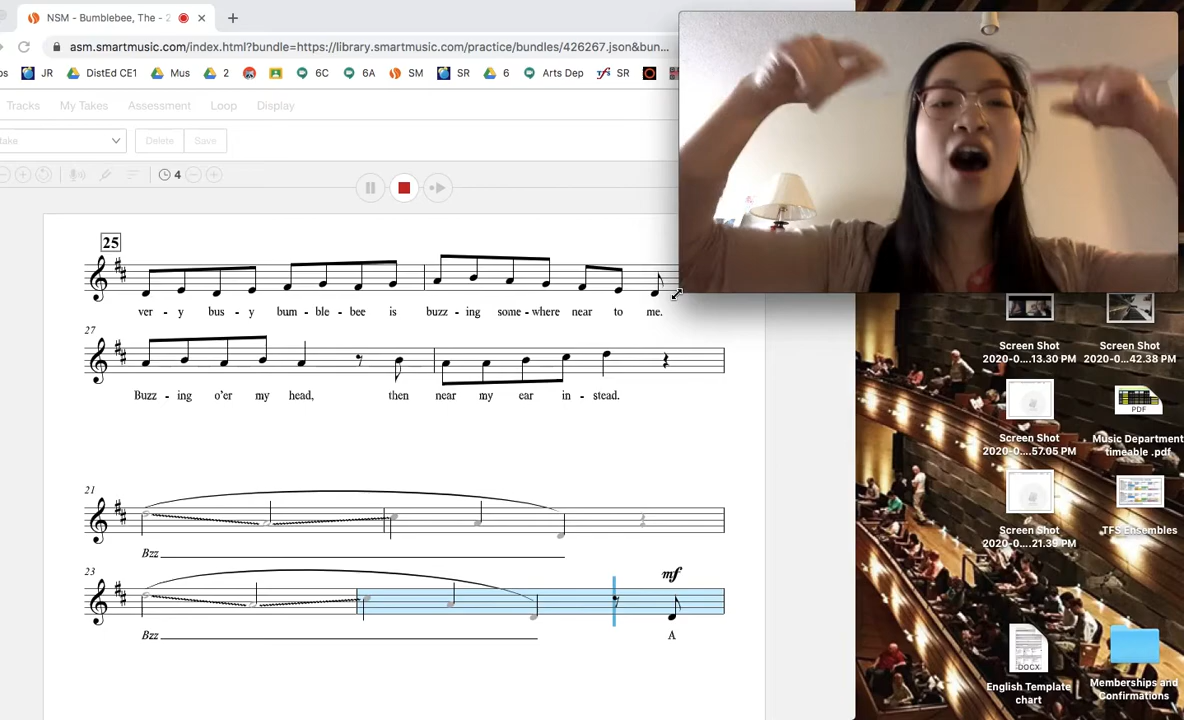 NSM - Bumblebee, The - 2
asm.smartmusic.com/index.html?bundle=https://library.smartmusic.com/practice/bundles/426267.json&bun...
JR DistEd CE1 Mus 2 6C 6A SM SR 6 Arts Dep SR
Tracks My Takes Assessment Loop Display
take Delete Save
4
25
ver - y bus - y bum - ble - bee is buzz - ing some - where near to me.
27
Buzz - ing o'er my head, then near my ear in - stead.
21
Bzz
23
mf
Bzz A
Screen Shot
2020-0....13.30 PM
Screen Shot
2020-0....42.38 PM
Screen Shot
2020-0....57.05 PM
PDF
Music Department
timeable .pdf
Screen Shot
2020-0....21.39 PM
TFS Ensembles
DOCX
English Template
chart
Memberships and
Confirmations